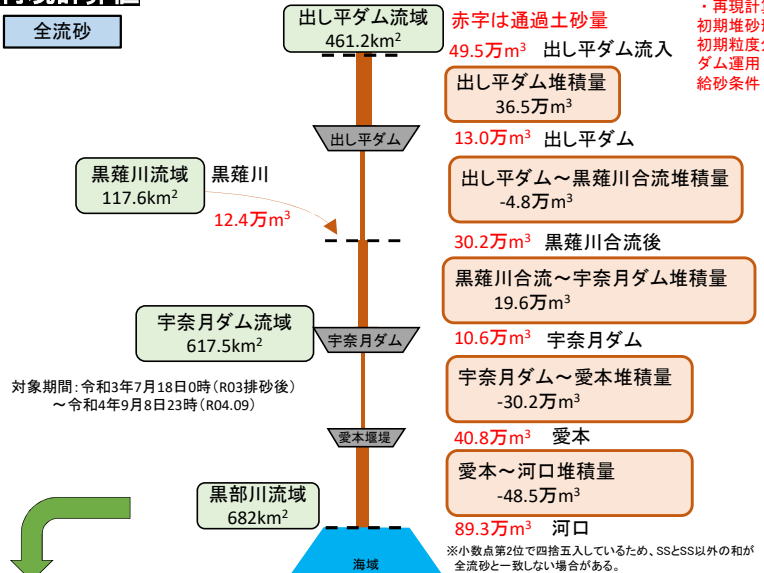 全流砂
出し平ダム流域
461.2km²
赤字は通過土砂量
49.5万m³ 出し平ダム流入
・再現計
初期堆砂
初期粒度
ダム運用
給砂条件
出し平ダム堆積量
36.5万m³
出し平ダム
13.0万m³ 出し平ダム
黒薙川流域
117.6km²
黒薙川
12.4万m³
出し平ダム～黒薙川合流堆積量
-4.8万m³
30.2万m³ 黒薙川合流後
黒薙川合流～宇奈月ダム堆積量
19.6万m³
宇奈月ダム流域
617.5km²
宇奈月ダム
10.6万m³ 宇奈月ダム
対象期間:令和3年7月18日0時(R03排砂後)
～令和4年9月8日23時(R04.09)
宇奈月ダム～愛本堆積量
-30.2万m³
愛本堰堤
40.8万m³ 愛本
愛本～河口堆積量
-48.5万m³
黒部川流域
682km²
89.3万m³ 河口
海域
※小数点第2位で四捨五入しているため、SSとSS以外の和が
全流砂と一致しない場合がある。